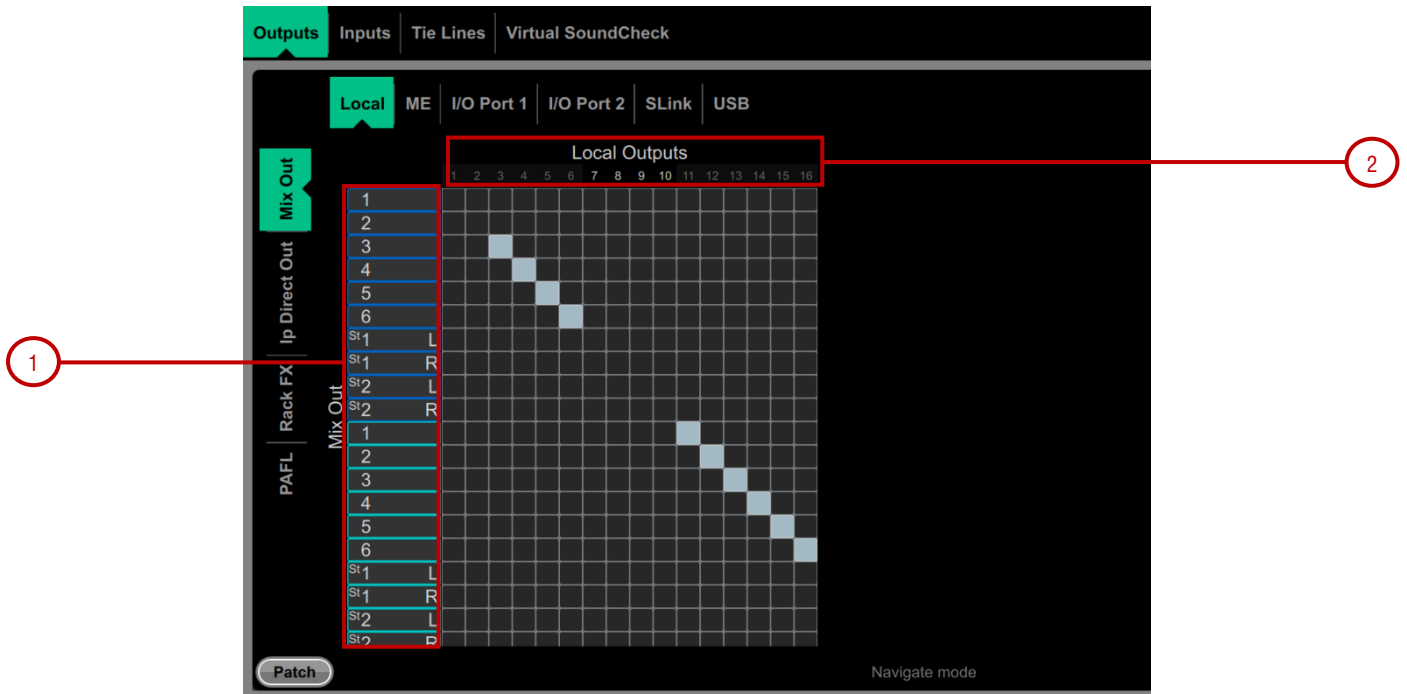 Outputs Inputs Tie Lines Virtual SoundCheck
Local ME I/O Port 1 I/O Port 2 SLink USB
Local Outputs
1 2 3 4 5 6 7 8 9 10 11 12 13 14 15 16
2
1
Mix Out
Ip Direct Out
Rack FX
PAFL
Mix Out
1
2
3
4
5
6
St1 L
St1 R
St2 L
St2 R
1
2
3
4
5
6
St1 L
St1 R
St2 L
St2 R
Patch
Navigate mode